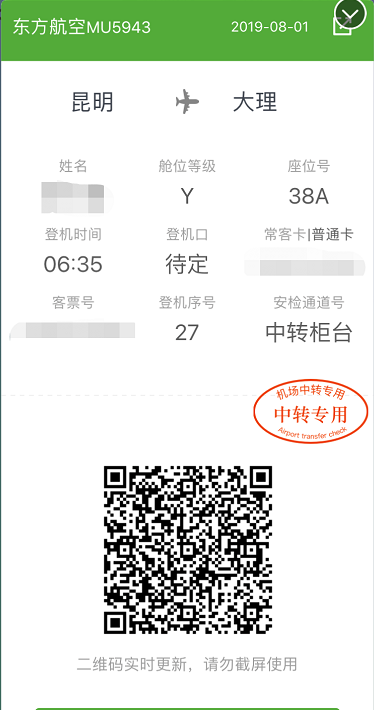 东方航空MU5943 2019-08-01
昆明 大理
姓名 舱位等级 座位号
Y 38A
登机时间 登机口 常客卡|普通卡
06:35 待定
客票号 登机序号 安检通道号
27 中转柜台
机场中转专用
中转专用
Airport transfer check
二维码实时更新，请勿截屏使用